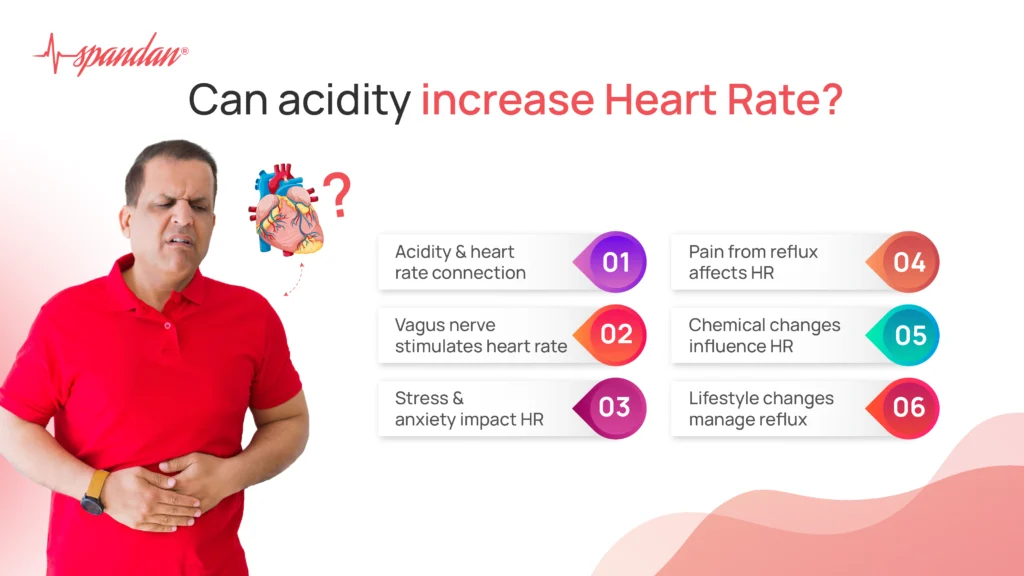 spandan®
Can acidity increase Heart Rate?
?
Acidity & heart
rate connection
01
Vagus nerve
stimulates heart rate
02
Stress &
anxiety impact HR
03
Pain from reflux
affects HR
04
Chemical changes
influence HR
05
Lifestyle changes
manage reflux
06